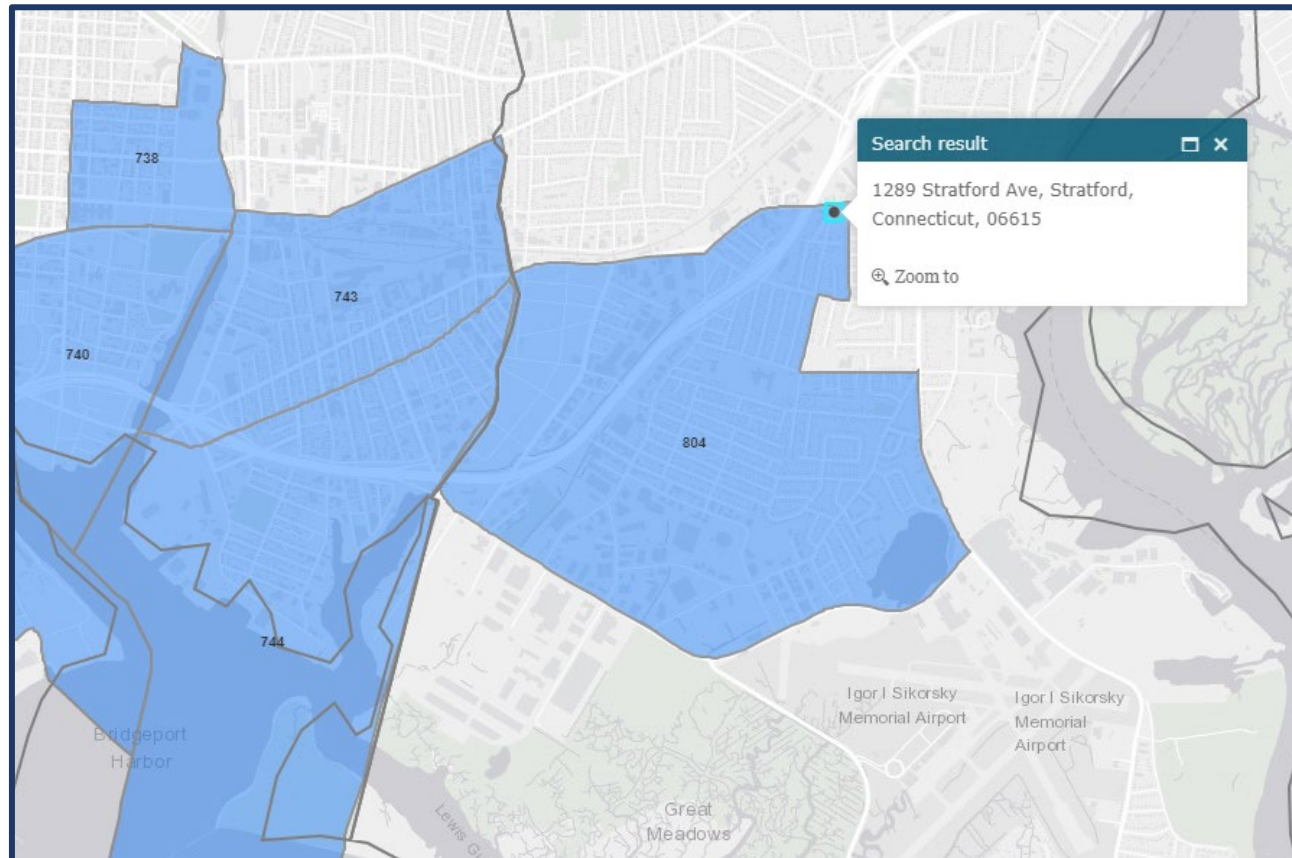 738
Search result
1289 Stratford Ave, Stratford,
Connecticut, 06615
Zoom to
743
740
804
744
Igor I Sikorsky
Memorial Airport
Igor I Sikorsky
Memorial
Airport
Bridgeport
Harbor
Great
Meadows